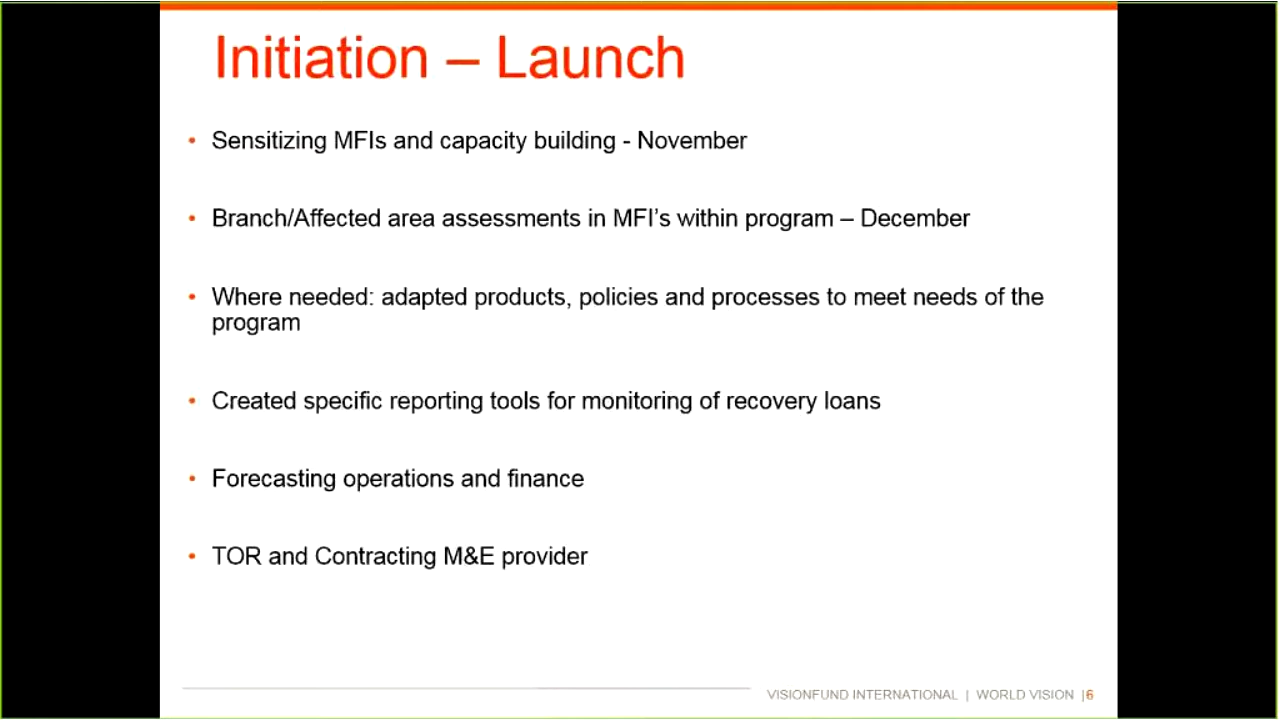 Initiation – Launch
• Sensitizing MFIs and capacity building - November
• Branch/Affected area assessments in MFI's within program – December
• Where needed: adapted products, policies and processes to meet needs of the
program
• Created specific reporting tools for monitoring of recovery loans
• Forecasting operations and finance
• TOR and Contracting M&E provider
VISIONFUND INTERNATIONAL | WORLD VISION |6